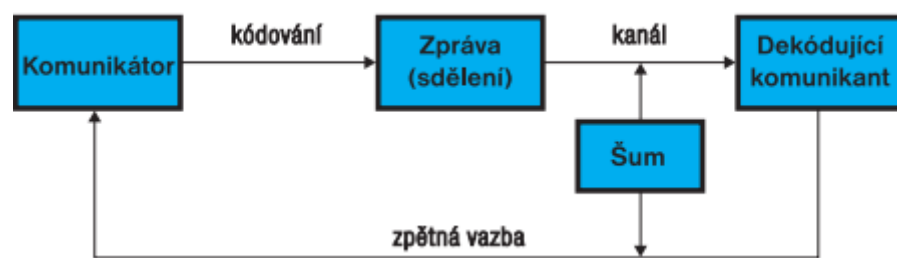 Komunikátor
kódování
Zpráva
(sdělení)
kanál
Dekódující
komunikant
Šum
zpětná vazba